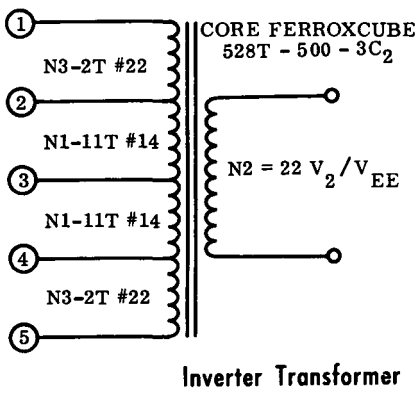 1
CORE FERROXCUBE
528T - 500 - 3C2
N3-2T #22
2
N1-11T #14
N2 = 22 V2/VEE
3
N1-11T #14
4
N3-2T #22
5
Inverter Transformer